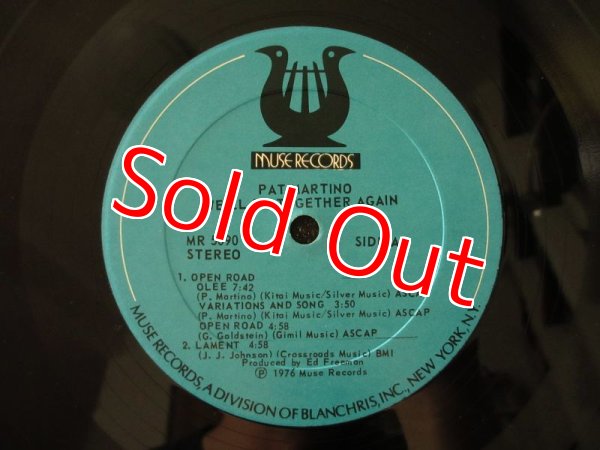 MUSE RECORDS
PAT MARTINO
AGAIN
MR
STEREO
Sold Out
1. OPEN ROAD
OLEE 7:42
(P. Martino) (Kitai Music/Silver Music) ASCAP
VARIATIONS AND SONG 3:50
(P. Martino) (Kitai Music/Silver Music) ASCAP
OPEN ROAD 4:58
(G. Goldstein) (Gimil Music) ASCAP
2. LAMENT 4:58
(J. J. Johnson) (Crossroads Music) BMI
Produced by Ed Freeman
Ⓟ 1976 Muse Records
MUSE RECORDS, A DIVISION OF BLANCHRIS, INC., NEW YORK, N.Y.